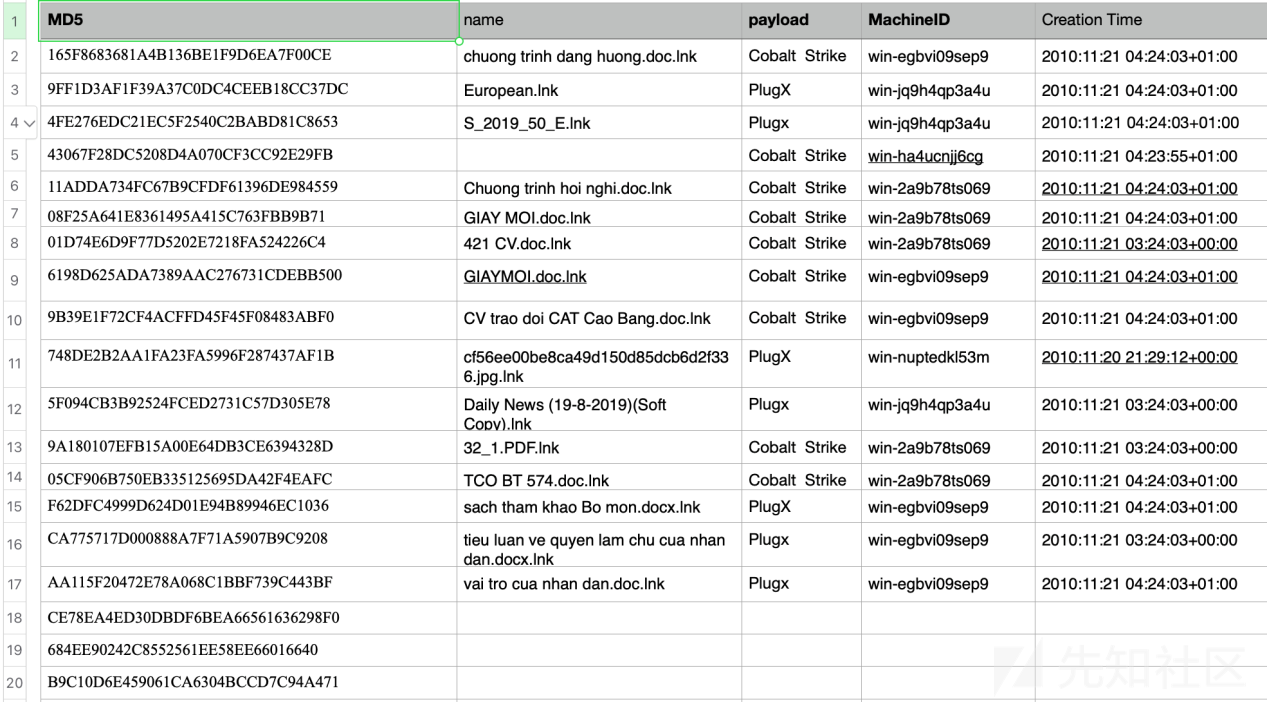 1 MD5 name payload MachineID Creation Time
2 165F8683681A4B136BE1F9D6EA7F00CE chuong trinh dang huong.doc.lnk Cobalt Strike win-egbvi09sep9 2010:11:21 04:24:03+01:00
3 9FF1D3AF1F39A37C0DC4CEEB18CC37DC European.lnk PlugX win-jq9h4qp3a4u 2010:11:21 04:24:03+01:00
4 4FE276EDC21EC5F2540C2BABD81C8653 S_2019_50_E.lnk Plugx win-jq9h4qp3a4u 2010:11:21 04:24:03+01:00
5 43067F28DC5208D4A070CF3CC92E29FB Cobalt Strike win-ha4ucnjj6cg 2010:11:21 04:23:55+01:00
6 11ADDA734FC67B9CFDF61396DE984559 Chuong trinh hoi nghi.doc.lnk Cobalt Strike win-2a9b78ts069 2010:11:21 04:24:03+01:00
7 08F25A641E8361495A415C763FBB9B71 GIAY MOI.doc.lnk Cobalt Strike win-2a9b78ts069 2010:11:21 04:24:03+01:00
8 01D74E6D9F77D5202E7218FA524226C4 421 CV.doc.lnk Cobalt Strike win-2a9b78ts069 2010:11:21 03:24:03+00:00
9 6198D625ADA7389AAC276731CDEBB500 GIAYMOI.doc.lnk Cobalt Strike win-egbvi09sep9 2010:11:21 04:24:03+01:00
10 9B39E1F72CF4ACFFD45F45F08483ABF0 CV trao doi CAT Cao Bang.doc.lnk Cobalt Strike win-egbvi09sep9 2010:11:21 04:24:03+01:00
11 748DE2B2AA1FA23FA5996F287437AF1B cf56ee00be8ca49d150d85dcb6d2f33 PlugX win-nuptedkl53m 2010:11:20 21:29:12+00:00
6.jpg.lnk
12 5F094CB3B92524FCED2731C57D305E78 Daily News (19-8-2019)(Soft Plugx win-jq9h4qp3a4u 2010:11:21 03:24:03+00:00
Copy).lnk
13 9A180107EFB15A00E64DB3CE6394328D 32_1.PDF.lnk Cobalt Strike win-2a9b78ts069 2010:11:21 03:24:03+00:00
14 05CF906B750EB335125695DA42F4EAFC TCO BT 574.doc.lnk Cobalt Strike win-2a9b78ts069 2010:11:21 04:24:03+01:00
15 F62DFC4999D624D01E94B89946EC1036 sach tham khao Bo mon.docx.lnk PlugX win-egbvi09sep9 2010:11:21 04:24:03+01:00
16 CA775717D000888A7F71A5907B9C9208 tieu luan ve quyen lam chu cua nhan Plugx win-egbvi09sep9 2010:11:21 03:24:03+00:00
dan.docx.lnk
17 AA115F20472E78A068C1BBF739C443BF vai tro cua nhan dan.doc.lnk Plugx win-egbvi09sep9 2010:11:21 04:24:03+01:00
18 CE78EA4ED30DBDF6BEA66561636298F0
19 684EE90242C8552561EE58EE66016640
20 B9C10D6E459061CA6304BCCD7C94A471
先知社区